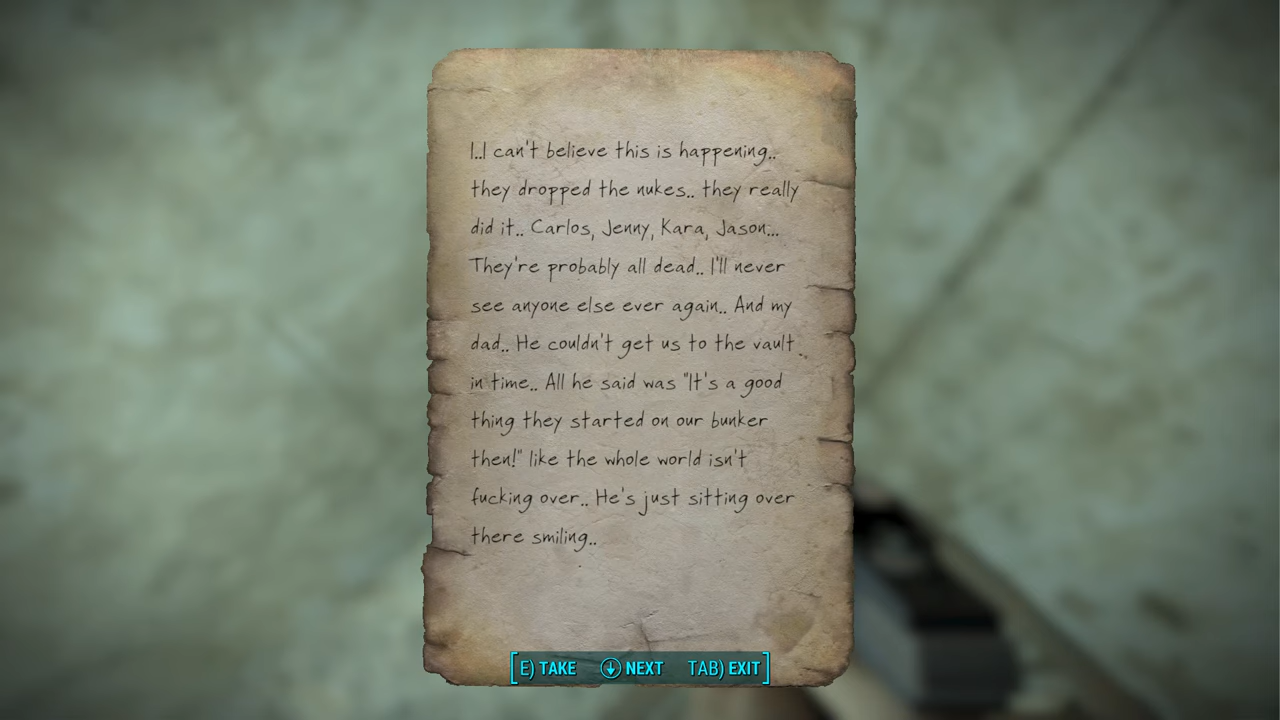 I..I can't believe this is happening..
they dropped the nukes.. they really
did it.. Carlos, Jenny, Kara, Jason...
They're probably all dead.. I'll never
see anyone else ever again.. And my
dad.. He couldn't get us to the vault
in time.. All he said was "It's a good
thing they started on our bunker
then!" like the whole world isn't
fucking over.. He's just sitting over
there smiling..
E) TAKE NEXT TAB) EXIT